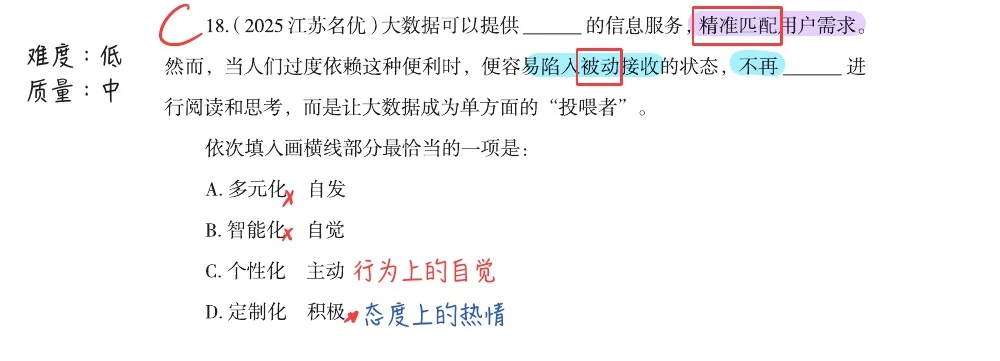 C 18.（2025 江苏名优）大数据可以提供______的信息服务，精准匹配用户需求。
难度：低
然而，当人们过度依赖这种便利时，便容易陷入被动接收的状态，不再______进
质量：中
行阅读和思考，而是让大数据成为单方面的“投喂者”。
依次填入画横线部分最恰当的一项是：
A. 多元化x 自发
B. 智能化x 自觉
C. 个性化 主动 行为上的自觉
D. 定制化 积极x 态度上的热情